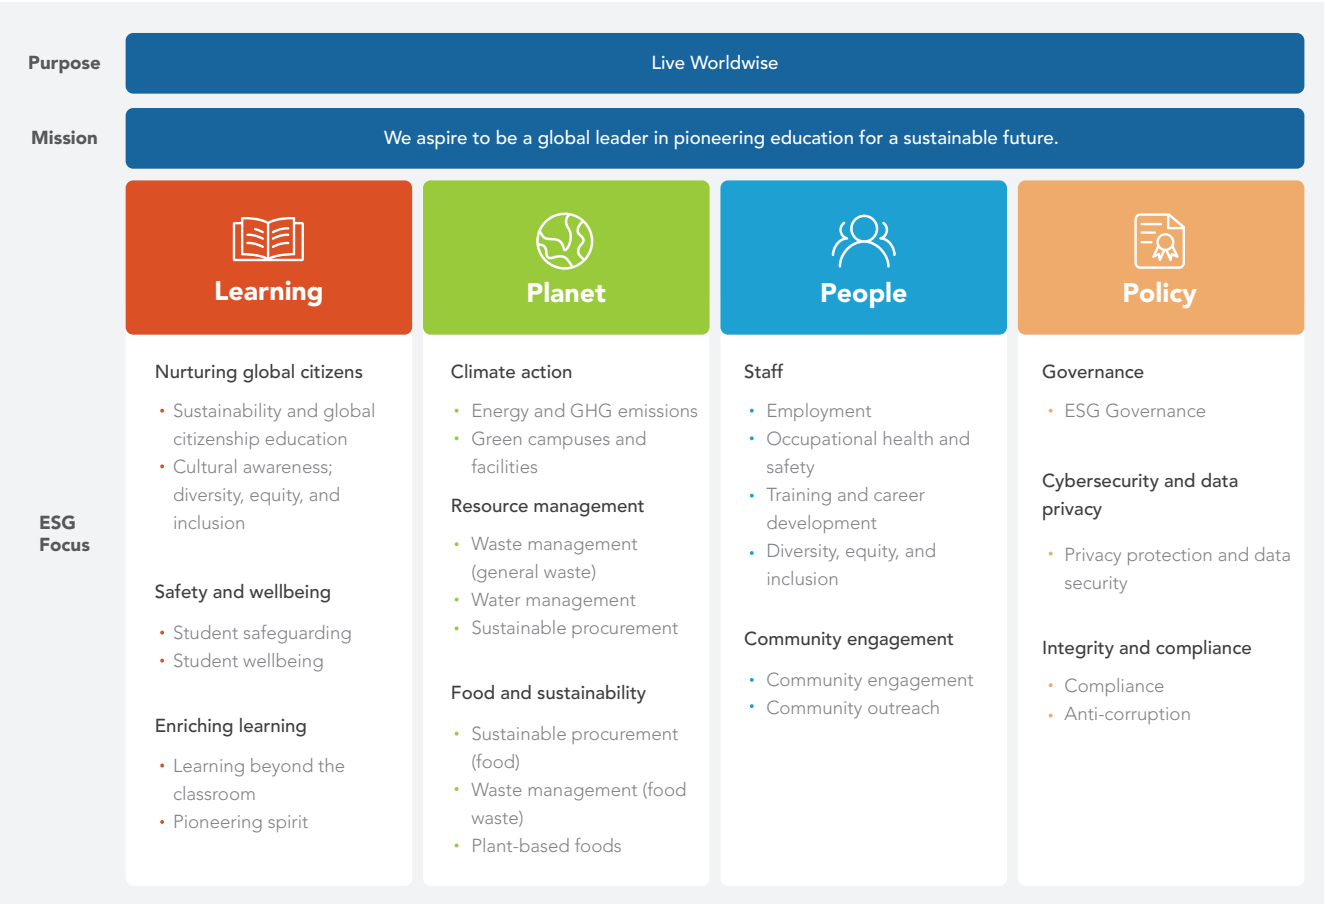 Purpose
Live Worldwise
Mission
We aspire to be a global leader in pioneering education for a sustainable future.
ESG
Focus
Learning
Nurturing global citizens
• Sustainability and global
citizenship education
• Cultural awareness;
diversity, equity, and
inclusion
Safety and wellbeing
• Student safeguarding
• Student wellbeing
Enriching learning
• Learning beyond the
classroom
• Pioneering spirit
Planet
Climate action
• Energy and GHG emissions
• Green campuses and
facilities
Resource management
• Waste management
(general waste)
• Water management
• Sustainable procurement
Food and sustainability
• Sustainable procurement
(food)
• Waste management (food
waste)
• Plant-based foods
People
Staff
• Employment
• Occupational health and
safety
• Training and career
development
• Diversity, equity, and
inclusion
Community engagement
• Community engagement
• Community outreach
Policy
Governance
• ESG Governance
Cybersecurity and data
privacy
• Privacy protection and data
security
Integrity and compliance
• Compliance
• Anti-corruption